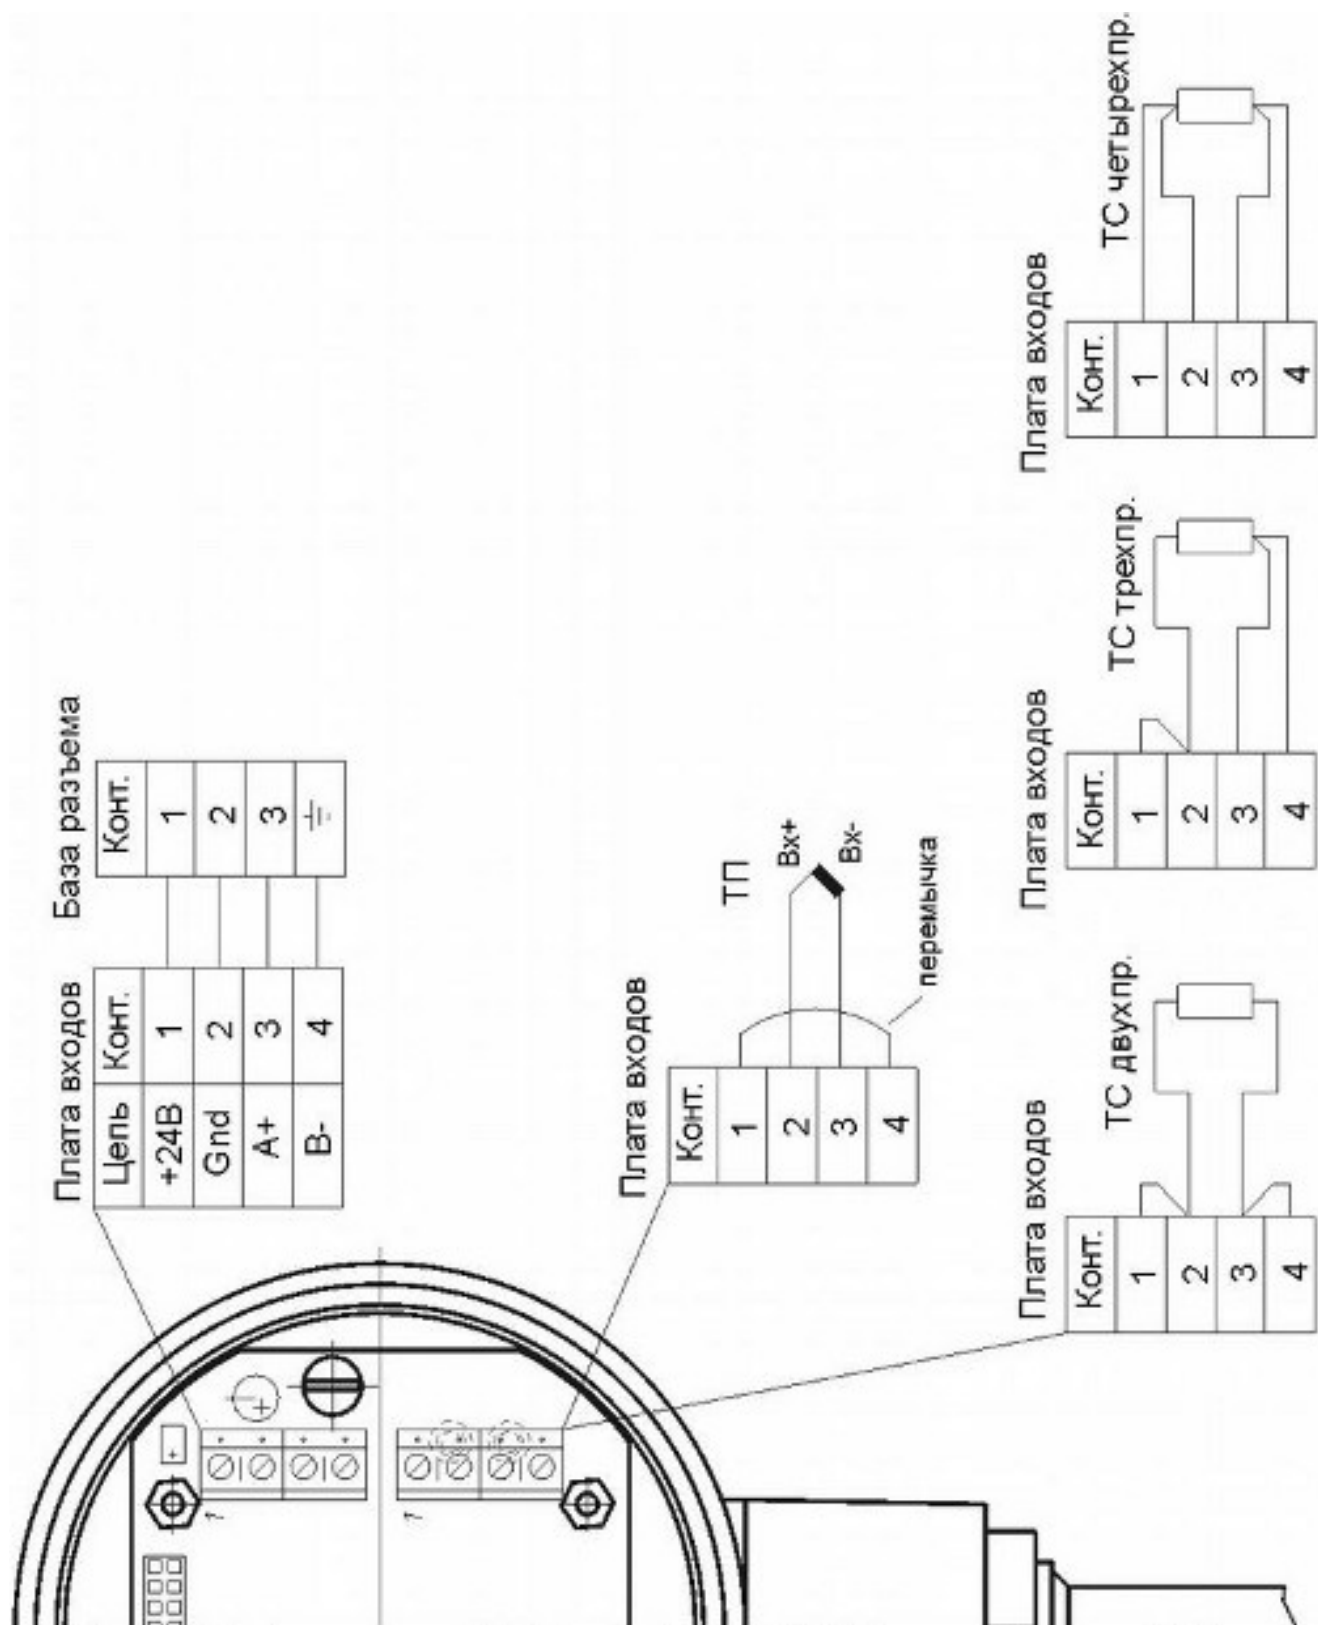 Плата входов
Цепь Конт.
+24В 1
Gnd 2
A+ 3
B- 4
База разъема
Конт.
1
2
3
1
1
Плата входов
Конт.
1
2
3
4
ТП
Вх+
Вх-
перемычка
Плата входов
ТС двухпр.
Конт.
1
2
3
4
Плата входов
ТС трехпр.
Конт.
1
2
3
4
Плата входов
ТС четырехпр.
Конт.
1
2
3
4